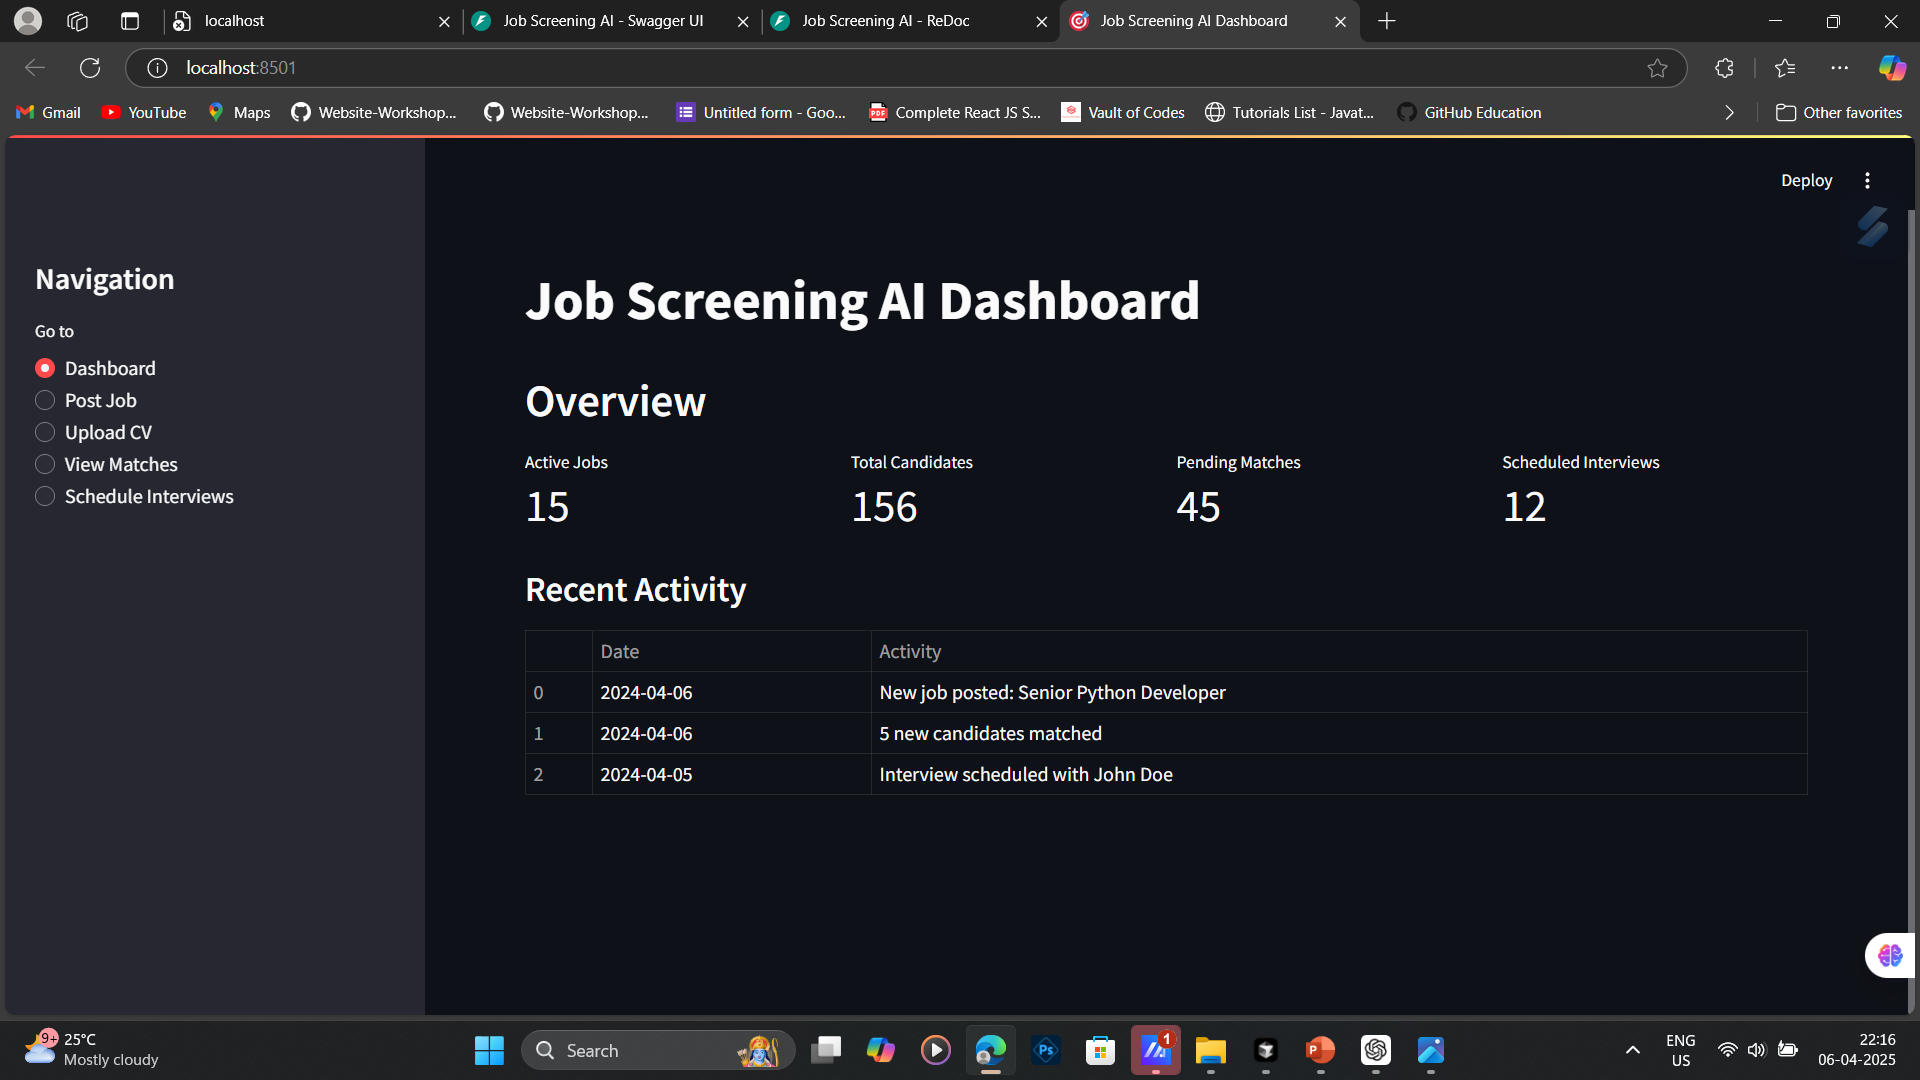 localhost
Job Screening AI - Swagger UI
Job Screening AI - ReDoc
Job Screening AI Dashboard
localhost:8501
Gmail
YouTube
Maps
Website-Workshop...
Website-Workshop...
Untitled form - Goo...
PDF
Complete React JS S...
Vault of Codes
Tutorials List - Javat...
GitHub Education
Other favorites
Deploy
Navigation
Go to
Dashboard
Post Job
Upload CV
View Matches
Schedule Interviews
Job Screening AI Dashboard
Overview
Active Jobs
15
Total Candidates
156
Pending Matches
45
Scheduled Interviews
12
Recent Activity
Date Activity
0 2024-04-06 New job posted: Senior Python Developer
1 2024-04-06 5 new candidates matched
2 2024-04-05 Interview scheduled with John Doe
9+
25°C
Mostly cloudy
Search
Ps
1
P
ENG
US
22:16
06-04-2025